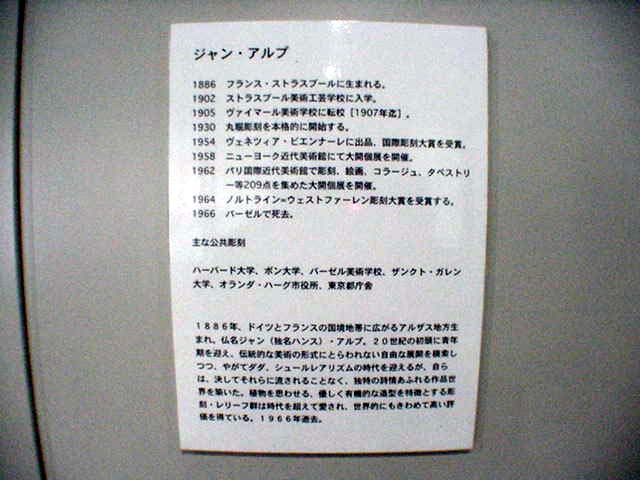 ジャン・アルプ
1886 フランス・ストラスブールに生まれる。
1902 ストラスブール美術工芸学校に入学。
1905 ヴァイマール美術学校に転校[1907年迄]。
1930 丸彫彫刻を本格的に開始する。
1954 ヴェネツィア・ビエンナーレに出品、国際彫刻大賞を受賞。
1958 ニューヨーク近代美術館にて大開個展を開催。
1962 パリ国際近代美術館で彫刻、絵画、コラージュ、タペストリ
ー等209点を集めた大開個展を開催。
1964 ノルトライン=ウェストファーレン彫刻大賞を受賞する。
1966 バーゼルで死去。
主な公共彫刻
ハーバード大学、ボン大学、バーゼル美術学校、ザンクト・ガレン
大学、オランダ・ハーグ市役所、東京都庁舎
1886年、ドイツとフランスの国境地帯に広がるアルザス地方生
まれ。仏名ジャン(独名ハンス)・アルプ。20世紀の初頭に青年
期を迎え、伝統的な美術の形式にとらわれない自由な展開を模索し
つつ、やがてダダ、シュールレアリズムの時代を迎えるが、自ら
は、決してそれらに流されることなく、独特の詩情あふれる作品世
界を築いた。植物を思わせる、優しく有機的な造型を特徴とする彫
刻・レリーフ群は時代を超えて愛され、世界的にもきわめて高い評
価を得ている。1966年逝去。